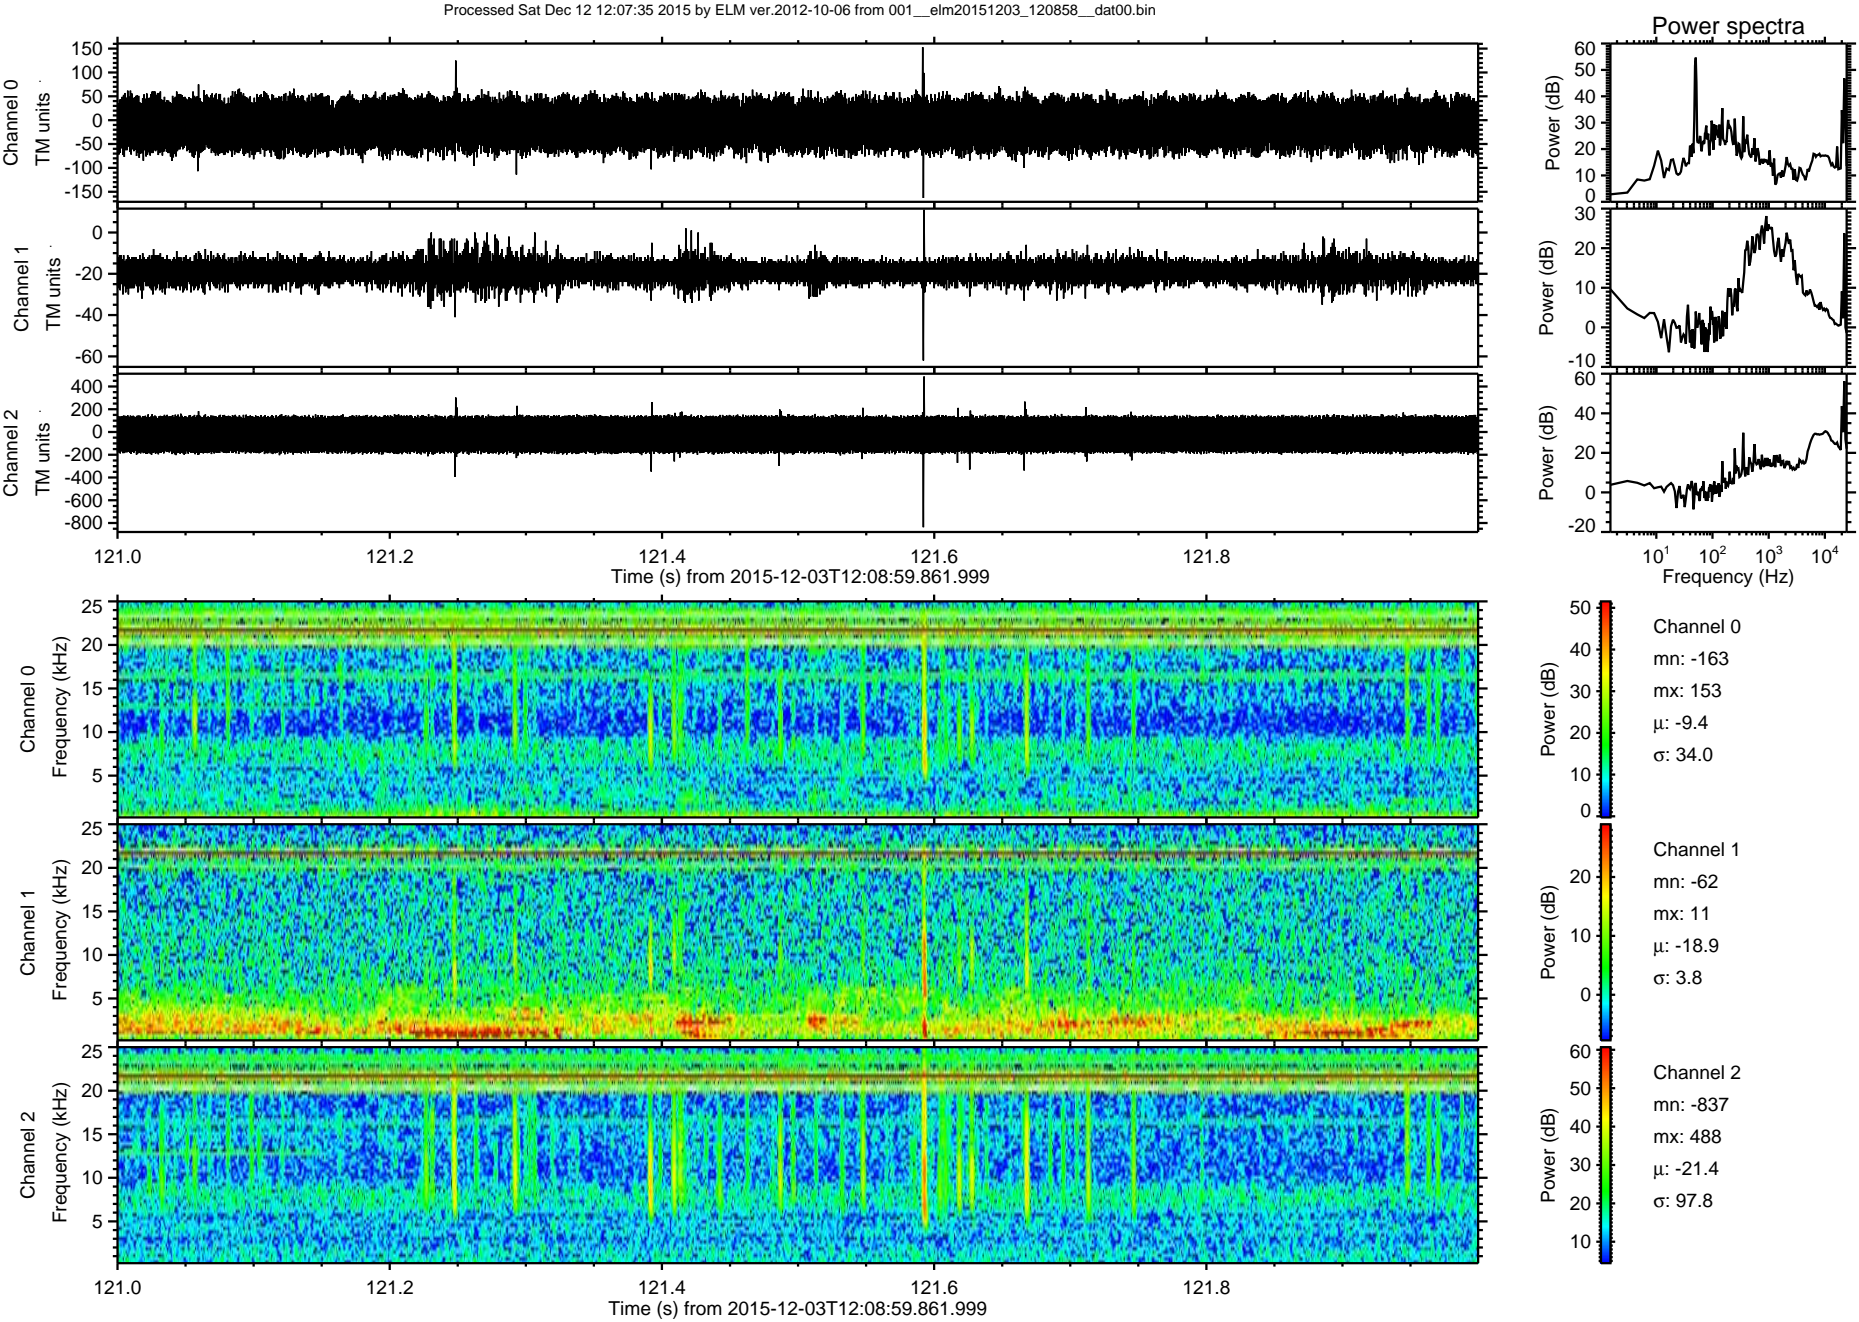 Processed Sat Dec 12 12:07:35 2015 by ELM ver.2012-10-06 from 001__elm20151203_120858__dat00.bin
Power spectra
Channel 0
TM units
150
100
50
0
-50
-100
-150
Power (dB)
60
50
40
30
20
10
0
Channel 1
TM units
0
-20
-40
-60
Power (dB)
30
20
10
0
-10
Channel 2
TM units
400
200
0
-200
-400
-600
-800
Power (dB)
60
40
20
0
-20
121.0 121.2 121.4 121.6 121.8
Time (s) from 2015-12-03T12:08:59.861.999
10^1 10^2 10^3 10^4
Frequency (Hz)
Channel 0
Frequency (kHz)
25
20
15
10
5
Power (dB)
50
40
30
20
10
0
Channel 0
mn: -163
mx: 153
μ: -9.4
σ: 34.0
Channel 1
Frequency (kHz)
25
20
15
10
5
Power (dB)
20
10
0
Channel 1
mn: -62
mx: 11
μ: -18.9
σ: 3.8
Channel 2
Frequency (kHz)
25
20
15
10
5
Power (dB)
60
50
40
30
20
10
Channel 2
mn: -837
mx: 488
μ: -21.4
σ: 97.8
121.0 121.2 121.4 121.6 121.8
Time (s) from 2015-12-03T12:08:59.861.999